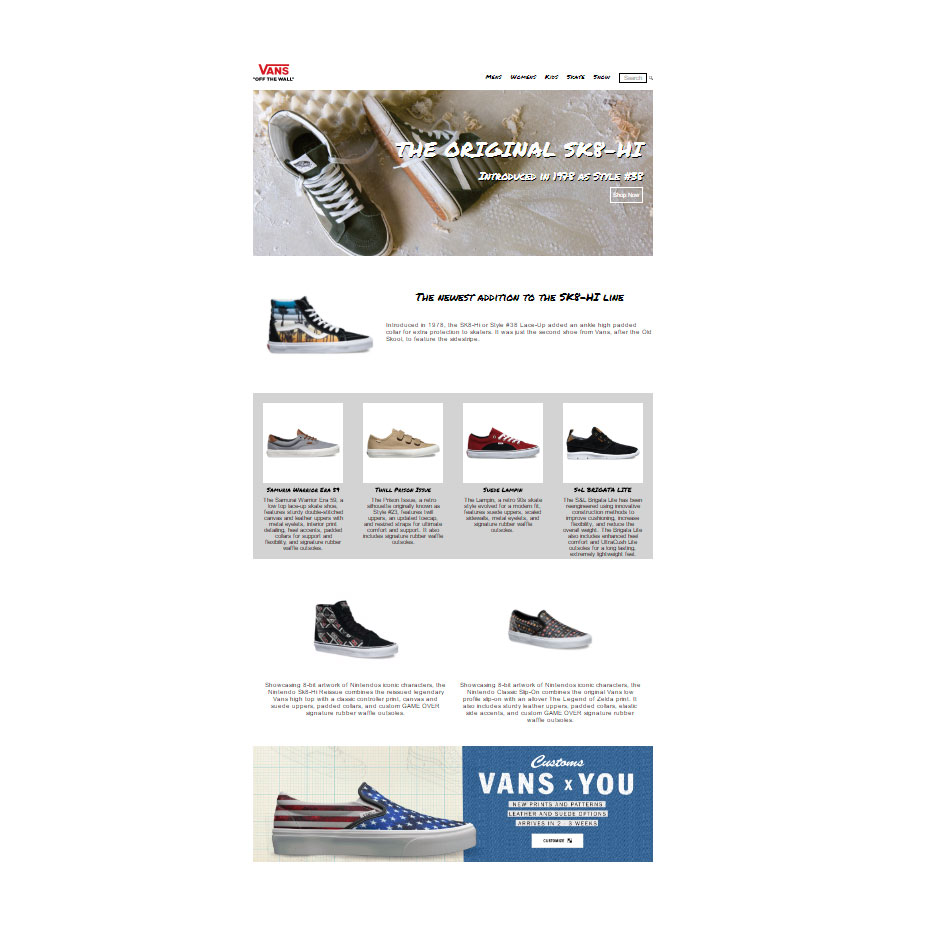 VANS
"OFF THE WALL"
Mens Womens Kids Skate Snow Search
THE ORIGINAL SK8-HI
Introduced in 1978 as Style #38
Shop Now
The newest addition to the SK8-HI line
Introduced in 1978, the SK8-Hi or Style #38 Lace-Up added an ankle high padded
collar for extra protection to skaters. It was just the second shoe from Vans, after the Old
Skool, to feature the sidestripe.
Samuria Warrior Era 59
The Samurai Warrior Era 59, a
low top lace-up skate shoe,
features sturdy double-stitched
canvas and leather uppers with
metal eyelets, interior print
detailing, heel accents, padded
collars for support and
flexibility, and signature rubber
waffle outsoles.
Twill Prison Issue
The Prison Issue, a retro
silhouette originally known as
Style #23, features twill
uppers, an updated toecap,
and resized straps for ultimate
comfort and support. It also
includes signature rubber waffle
outsoles.
Suede Lampin
The Lampin, a retro 90s skate
style evolved for a modern fit,
features suede uppers, scaled
sidewalls, metal eyelets, and
signature rubber waffle
outsoles.
S+L BRIGATA LITE
The S&L Brigata Lite has been
reengineered using innovative
construction methods to
improve cushioning, increase
flexibility, and reduce the
overall weight. The Brigata Lite
also includes enhanced heel
comfort and UltraCush Lite
outsoles for a long lasting,
extremely lightweight feel.
Showcasing 8-bit artwork of Nintendos iconic characters, the
Nintendo Sk8-Hi Reissue combines the reissued legendary
Vans high top with a classic controller print, canvas and
suede uppers, padded collars, and custom GAME OVER
signature rubber waffle outsoles.
Showcasing 8-bit artwork of Nintendos iconic characters, the
Nintendo Classic Slip-On combines the original Vans low
profile slip-on with an allover The Legend of Zelda print. It
also includes sturdy leather uppers, padded collars, elastic
side accents, and custom GAME OVER signature rubber
waffle outsoles.
Customs
VANS x YOU
NEW PRINTS AND PATTERNS
LEATHER AND SUEDE OPTIONS
ARRIVES IN 2 - 3 WEEKS
CUSTOMIZE